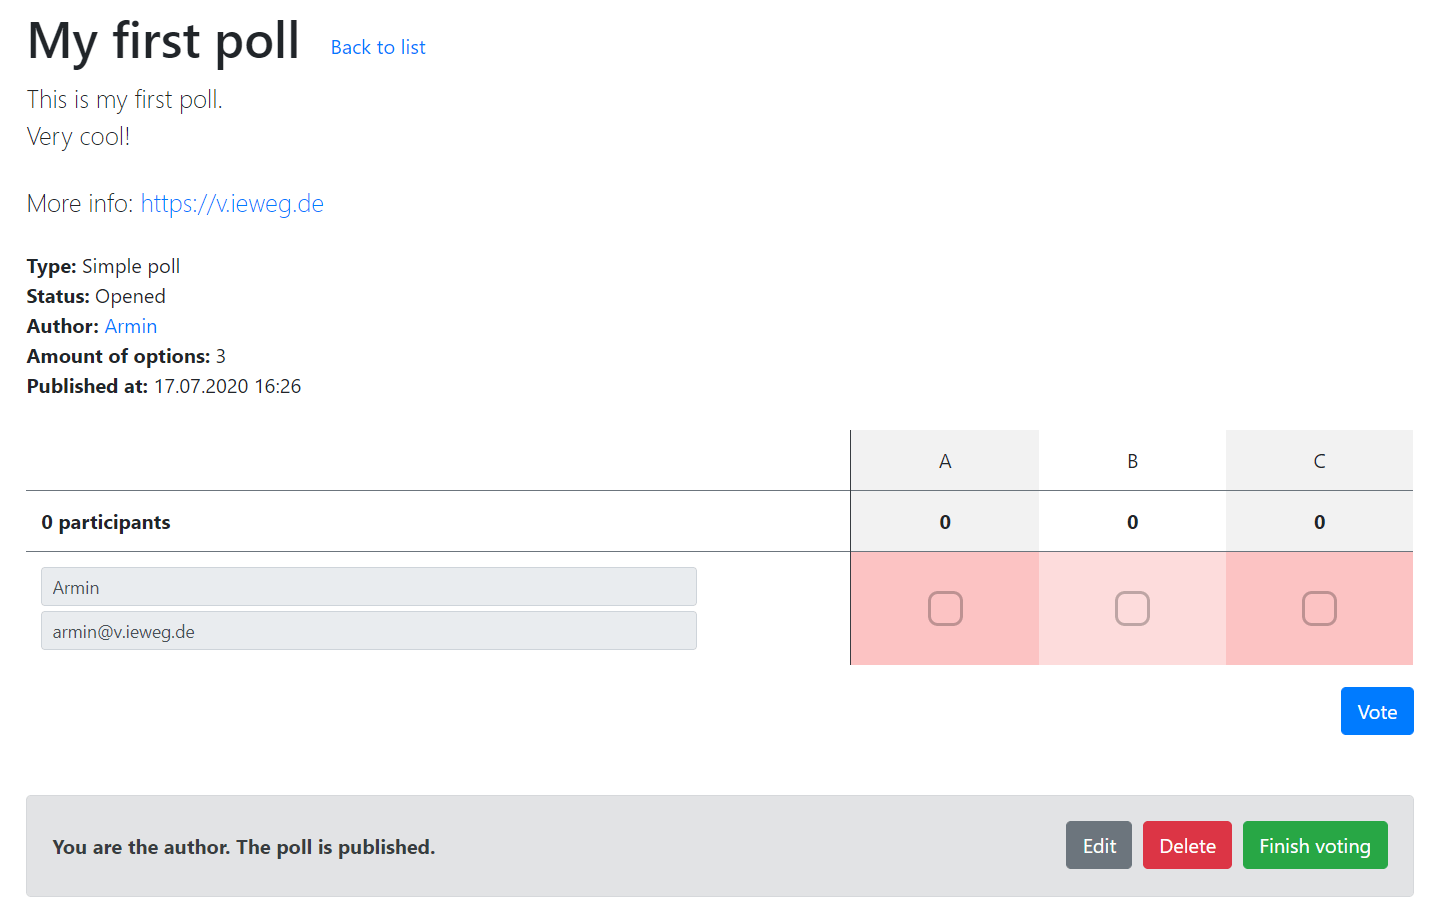 My first poll Back to list
This is my first poll.
Very cool!
More info: https://v.ieweg.de
Type: Simple poll
Status: Opened
Author: Armin
Amount of options: 3
Published at: 17.07.2020 16:26
A B C
0 participants 0 0 0
Armin
armin@v.ieweg.de
Vote
You are the author. The poll is published. Edit Delete Finish voting